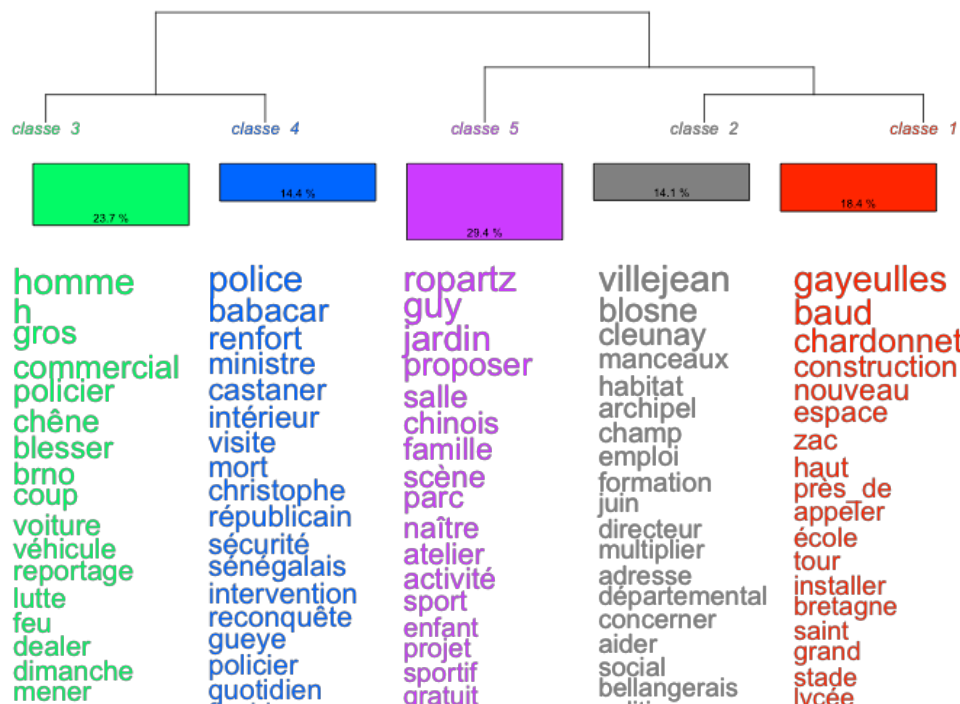 classe 3 classe 4 classe 5 classe 2 classe 1
23.7 % 14.4 % 29.4 % 14.1 % 18.4 %
homme
h
gros
commercial
policier
chêne
blesser
brno
coup
voiture
véhicule
reportage
lutte
feu
dealer
dimanche
mener
police
babacar
renfort
ministre
castaner
intérieur
visite
mort
christophe
républicain
sécurité
sénégalais
intervention
reconquête
gueye
policier
quotidien
ropartz
guy
jardin
proposer
salle
chinois
famille
scène
parc
naître
atelier
activité
sport
enfant
projet
sportif
gratuit
villejean
blosne
cleunay
manceaux
habitat
archipel
champ
emploi
formation
juin
directeur
multiplier
adresse
départemental
concerner
aider
social
bellangerais
gayeulles
baud
chardonnet
construction
nouveau
espace
zac
haut
près_de
appeler
école
tour
installer
bretagne
saint
grand
stade
lycée